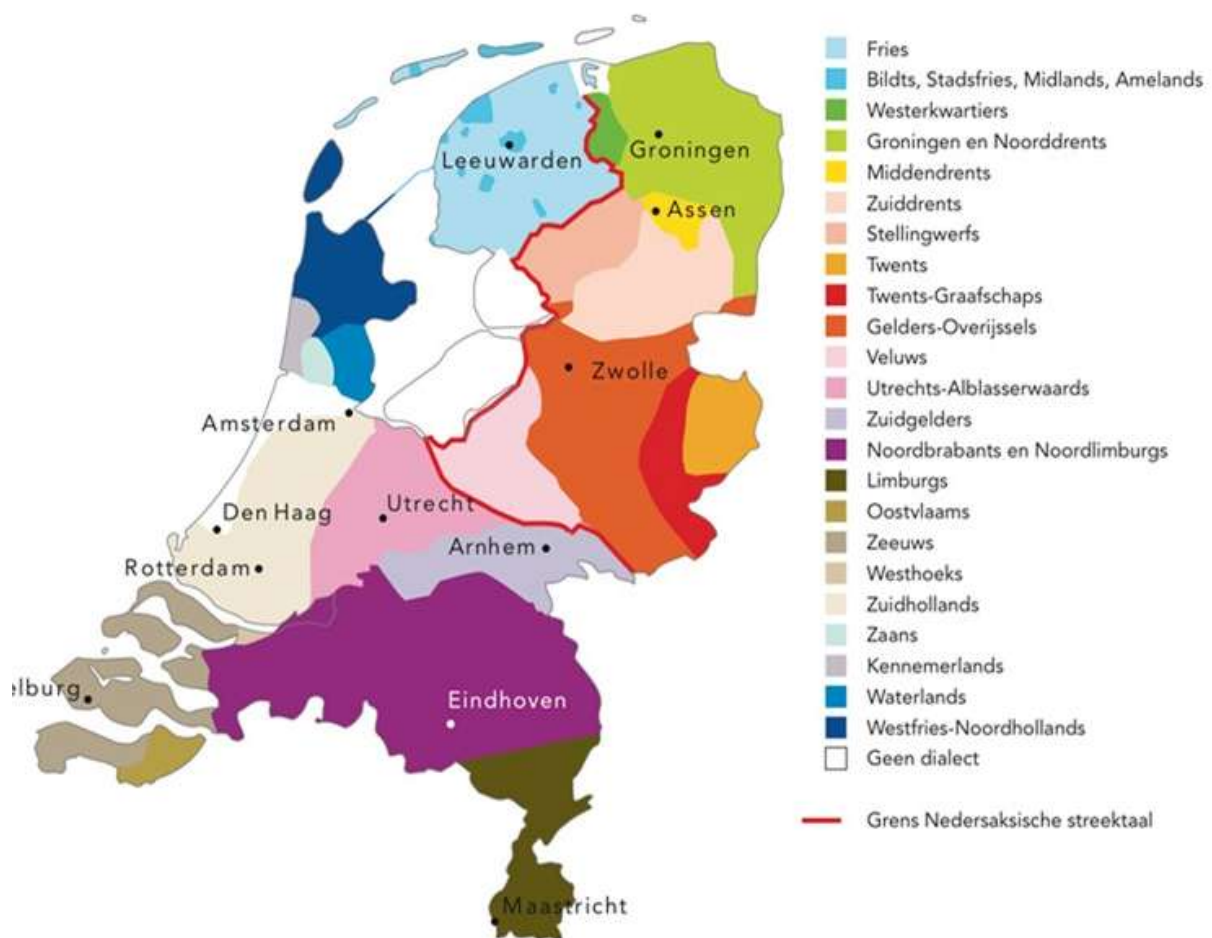 Leeuwarden
Groningen
Assen
Zwolle
Amsterdam
Den Haag
Utrecht
Arnhem
Rotterdam
elburg
Eindhoven
Maastricht
Fries
Bildts, Stadsfries, Midlands, Amelands
Westerkwartiers
Groningen en Noorddrents
Middendrents
Zuiddrents
Stellingwerfs
Twents
Twents-Graafschaps
Gelders-Overijssels
Veluws
Utrechts-Alblasserwaards
Zuidgelders
Noordbrabants en Noordlimburgs
Limburgs
Oostvlaams
Zeeuws
Westhoeks
Zuidhollands
Zaans
Kennemerlands
Waterlands
Westfries-Noordhollands
Geen dialect
Grens Nedersaksische streektaal